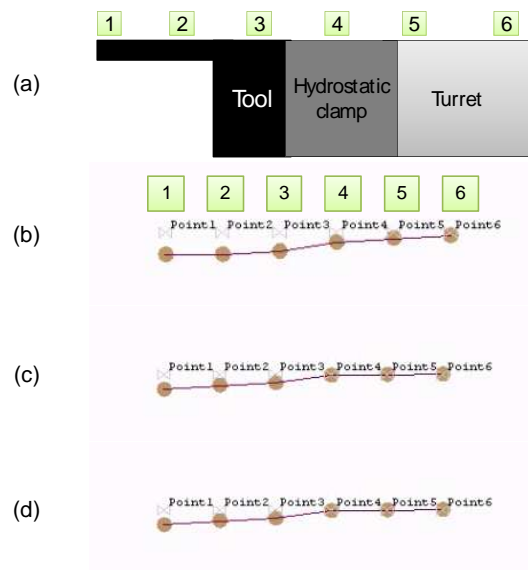 1 2 3 4 5 6
(a)
Tool
Hydrostatic
clamp
Turret
1 2 3 4 5 6
(b)
Point1 Point2 Point3 Point4 Point5 Point6
(c)
Point1 Point2 Point3 Point4 Point5 Point6
(d)
Point1 Point2 Point3 Point4 Point5 Point6